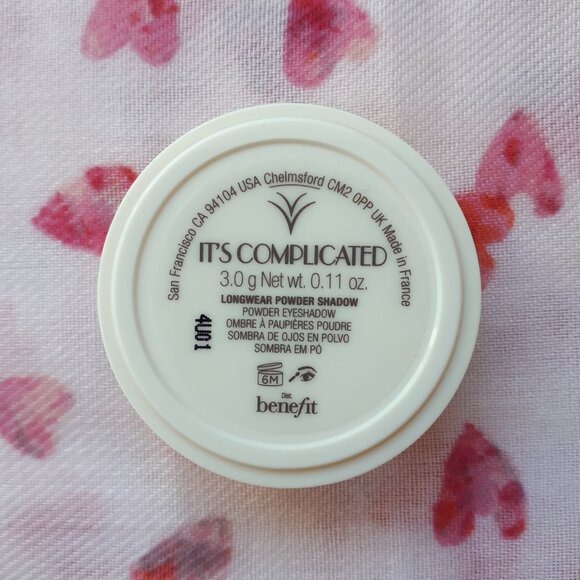 San Francisco CA 94104 USA Chelmsford CM2 0PP UK Made in France
IT'S COMPLICATED
3.0 g Net wt. 0.11 oz.
LONGWEAR POWDER SHADOW
POWDER EYESHADOW
OMBRE À PAUPIÈRES POUDRE
SOMBRA DE OJOS EN POLVO
SOMBRA EM PÓ
4U01
6M
Dist.
benefit